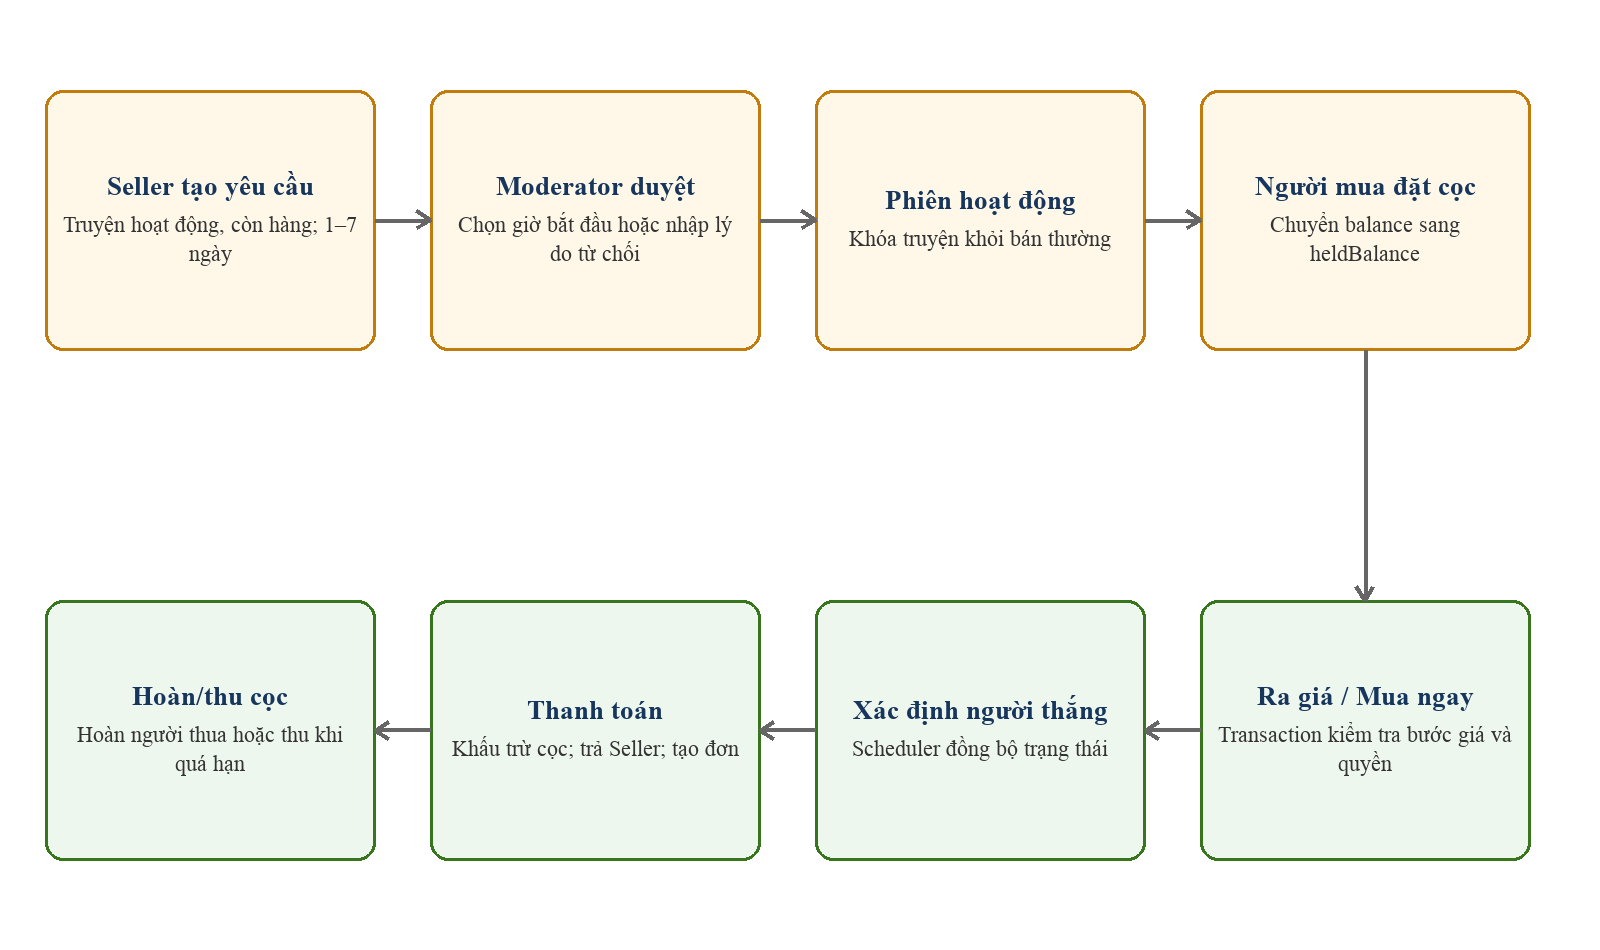 Seller tạo yêu cầu
Truyện hoạt động, còn hàng; 1–7
ngày
Moderator duyệt
Chọn giờ bắt đầu hoặc nhập lý
do từ chối
Phiên hoạt động
Khóa truyện khỏi bán thường
Người mua đặt cọc
Chuyển balance sang
heldBalance
Ra giá / Mua ngay
Transaction kiểm tra bước giá và
quyền
Xác định người thắng
Scheduler đồng bộ trạng thái
Thanh toán
Khấu trừ cọc; trả Seller; tạo đơn
Hoàn/thu cọc
Hoàn người thua hoặc thu khi
quá hạn